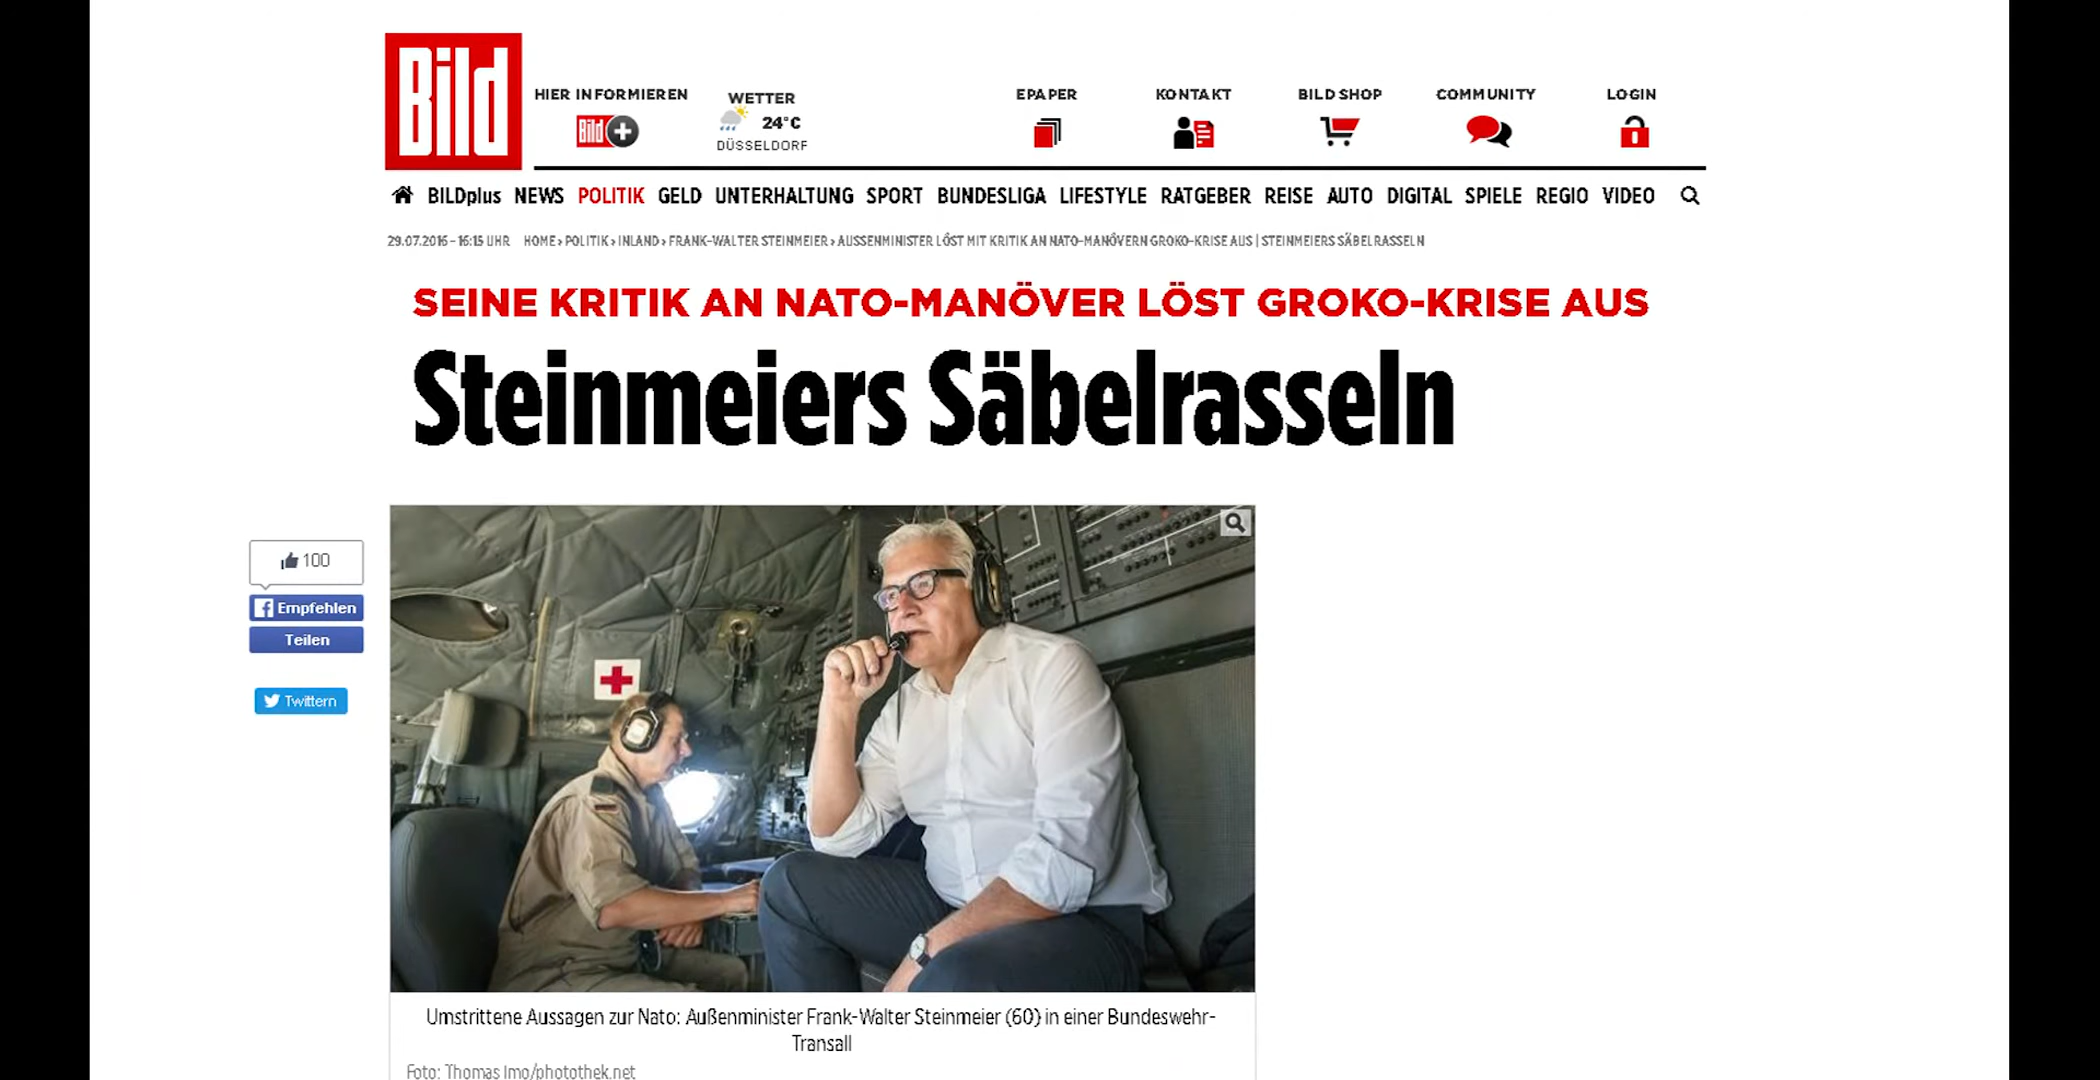 Bild
HIER INFORMIEREN
Bild+
WETTER
24°C
DÜSSELDORF
EPAPER
KONTAKT
BILD SHOP
COMMUNITY
LOGIN
BILDplus NEWS POLITIK GELD UNTERHALTUNG SPORT BUNDESLIGA LIFESTYLE RATGEBER REISE AUTO DIGITAL SPIELE REGIO VIDEO
29.07.2016 - 16:15 UHR HOME › POLITIK › INLAND › FRANK-WALTER STEINMEIER › AUSSENMINISTER LÖST MIT KRITIK AN NATO-MANÖVERN GROKO-KRISE AUS | STEINMEIERS SÄBELRASSELN
SEINE KRITIK AN NATO-MANÖVER LÖST GROKO-KRISE AUS
Steinmeiers Säbelrasseln
100
Empfehlen
Teilen
Twittern
Umstrittene Aussagen zur Nato: Außenminister Frank-Walter Steinmeier (60) in einer Bundeswehr-
Transall
Foto: Thomas Imo/photothek.net